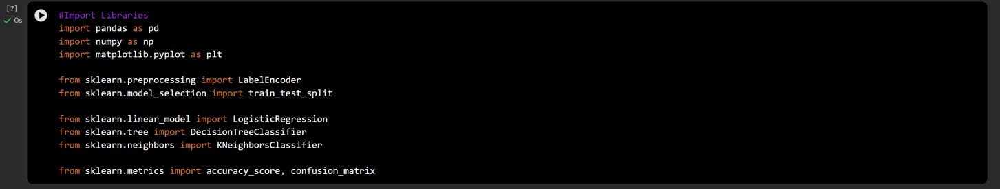 [7]
0s
#Import Libraries
import pandas as pd
import numpy as np
import matplotlib.pyplot as plt
from sklearn.preprocessing import LabelEncoder
from sklearn.model_selection import train_test_split
from sklearn.linear_model import LogisticRegression
from sklearn.tree import DecisionTreeClassifier
from sklearn.neighbors import KNeighborsClassifier
from sklearn.metrics import accuracy_score, confusion_matrix